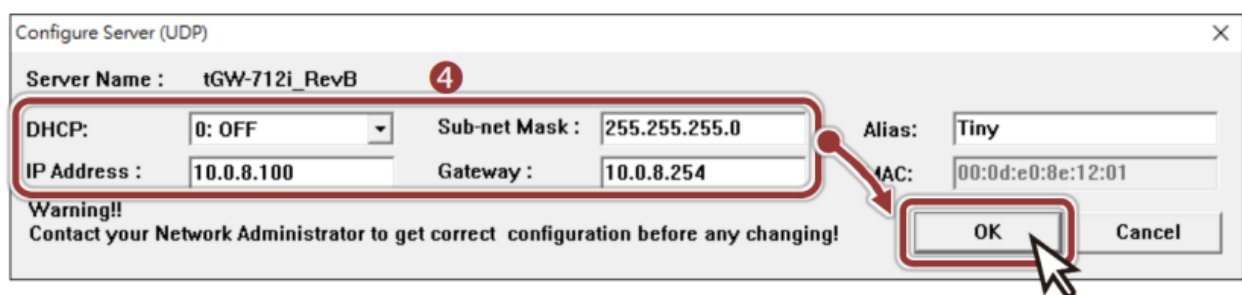 Configure Server (UDP)
Server Name : tGW-712i_RevB 4
DHCP: 0: OFF Sub-net Mask : 255.255.255.0 Alias: Tiny
IP Address : 10.0.8.100 Gateway : 10.0.8.254 MAC: 00:0d:e0:8e:12:01
Warning!!
Contact your Network Administrator to get correct configuration before any changing!
OK Cancel